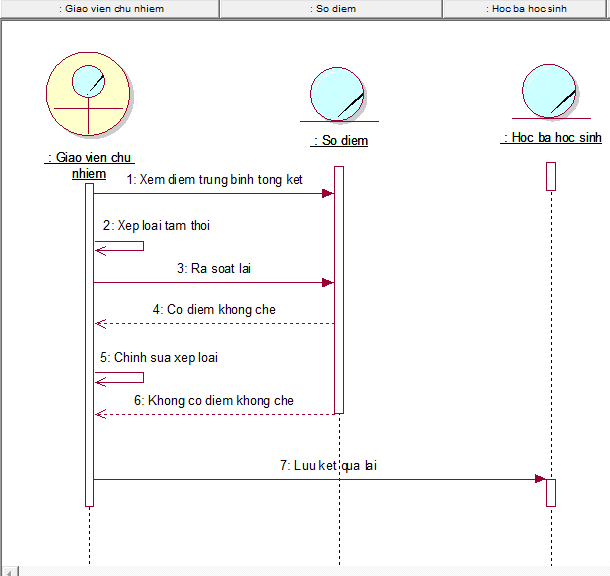 : Giao vien chu nhiem
: So diem
: Hoc ba hoc sinh
: Giao vien chu
nhiem
: So diem
: Hoc ba hoc sinh
1: Xem diem trung binh tong ket
2: Xep loai tam thoi
3: Ra soat lai
4: Co diem khong che
5: Chinh sua xep loai
6: Khong co diem khong che
7: Luu ket qua lai